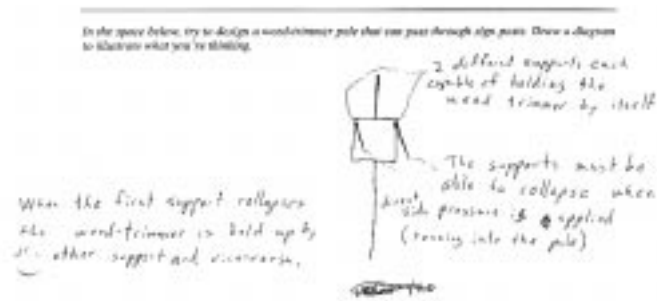 In the space below, try to design a weed-trimmer pole that can pass through sign posts. Draw a diagram
to illustrate what you're thinking.
2 different supports each
capable of holding the
weed trimmer by itself
The supports must be
able to collapse when
direct
side pressure is applied
(running into the pole)
When the first support collapses
the weed-trimmer is held up by
other support and viceversa.